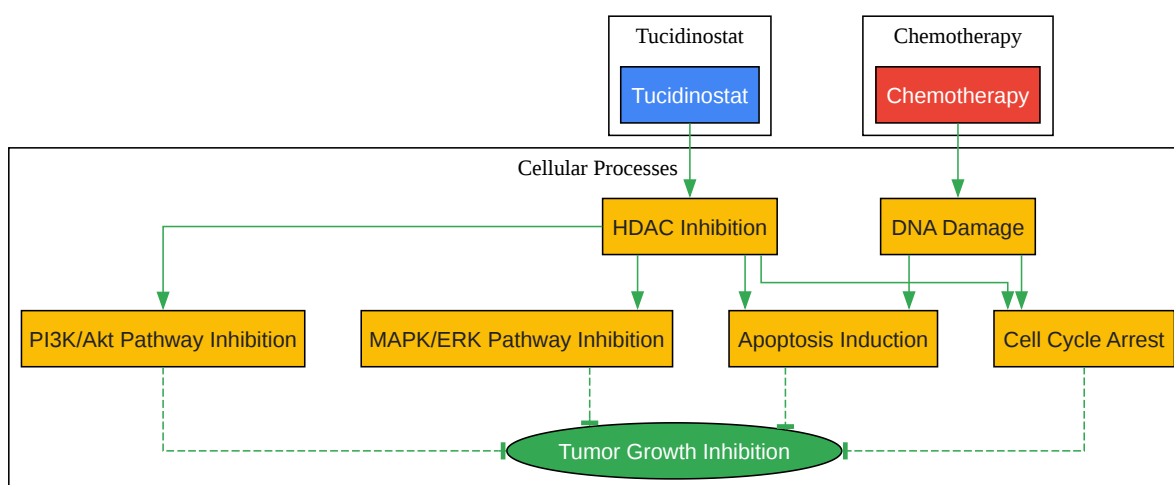 Tucidinostat
Chemotherapy
Tucidinostat
Chemotherapy
Cellular Processes
HDAC Inhibition
DNA Damage
PI3K/Akt Pathway Inhibition
MAPK/ERK Pathway Inhibition
Apoptosis Induction
Cell Cycle Arrest
Tumor Growth Inhibition